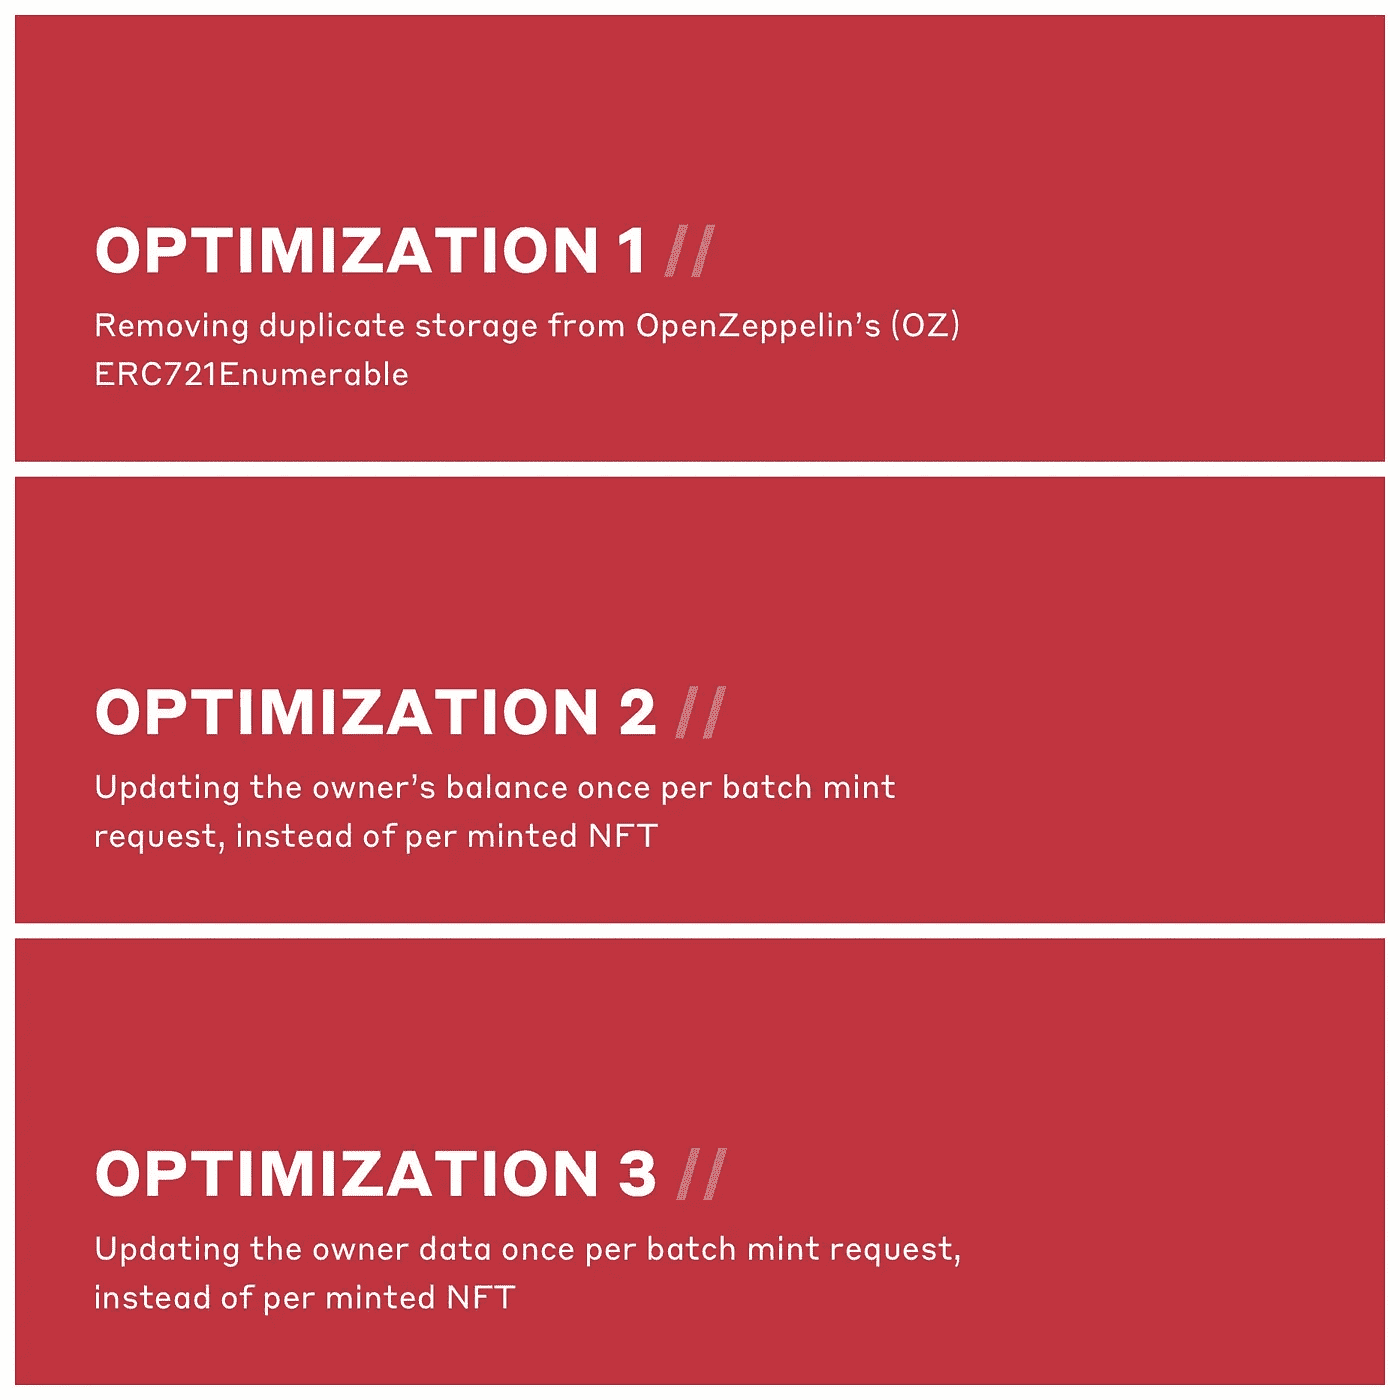 OPTIMIZATION 1 //
Removing duplicate storage from OpenZeppelin’s (OZ)
ERC721Enumerable
OPTIMIZATION 2 //
Updating the owner’s balance once per batch mint
request, instead of per minted NFT
OPTIMIZATION 3 //
Updating the owner data once per batch mint request,
instead of per minted NFT